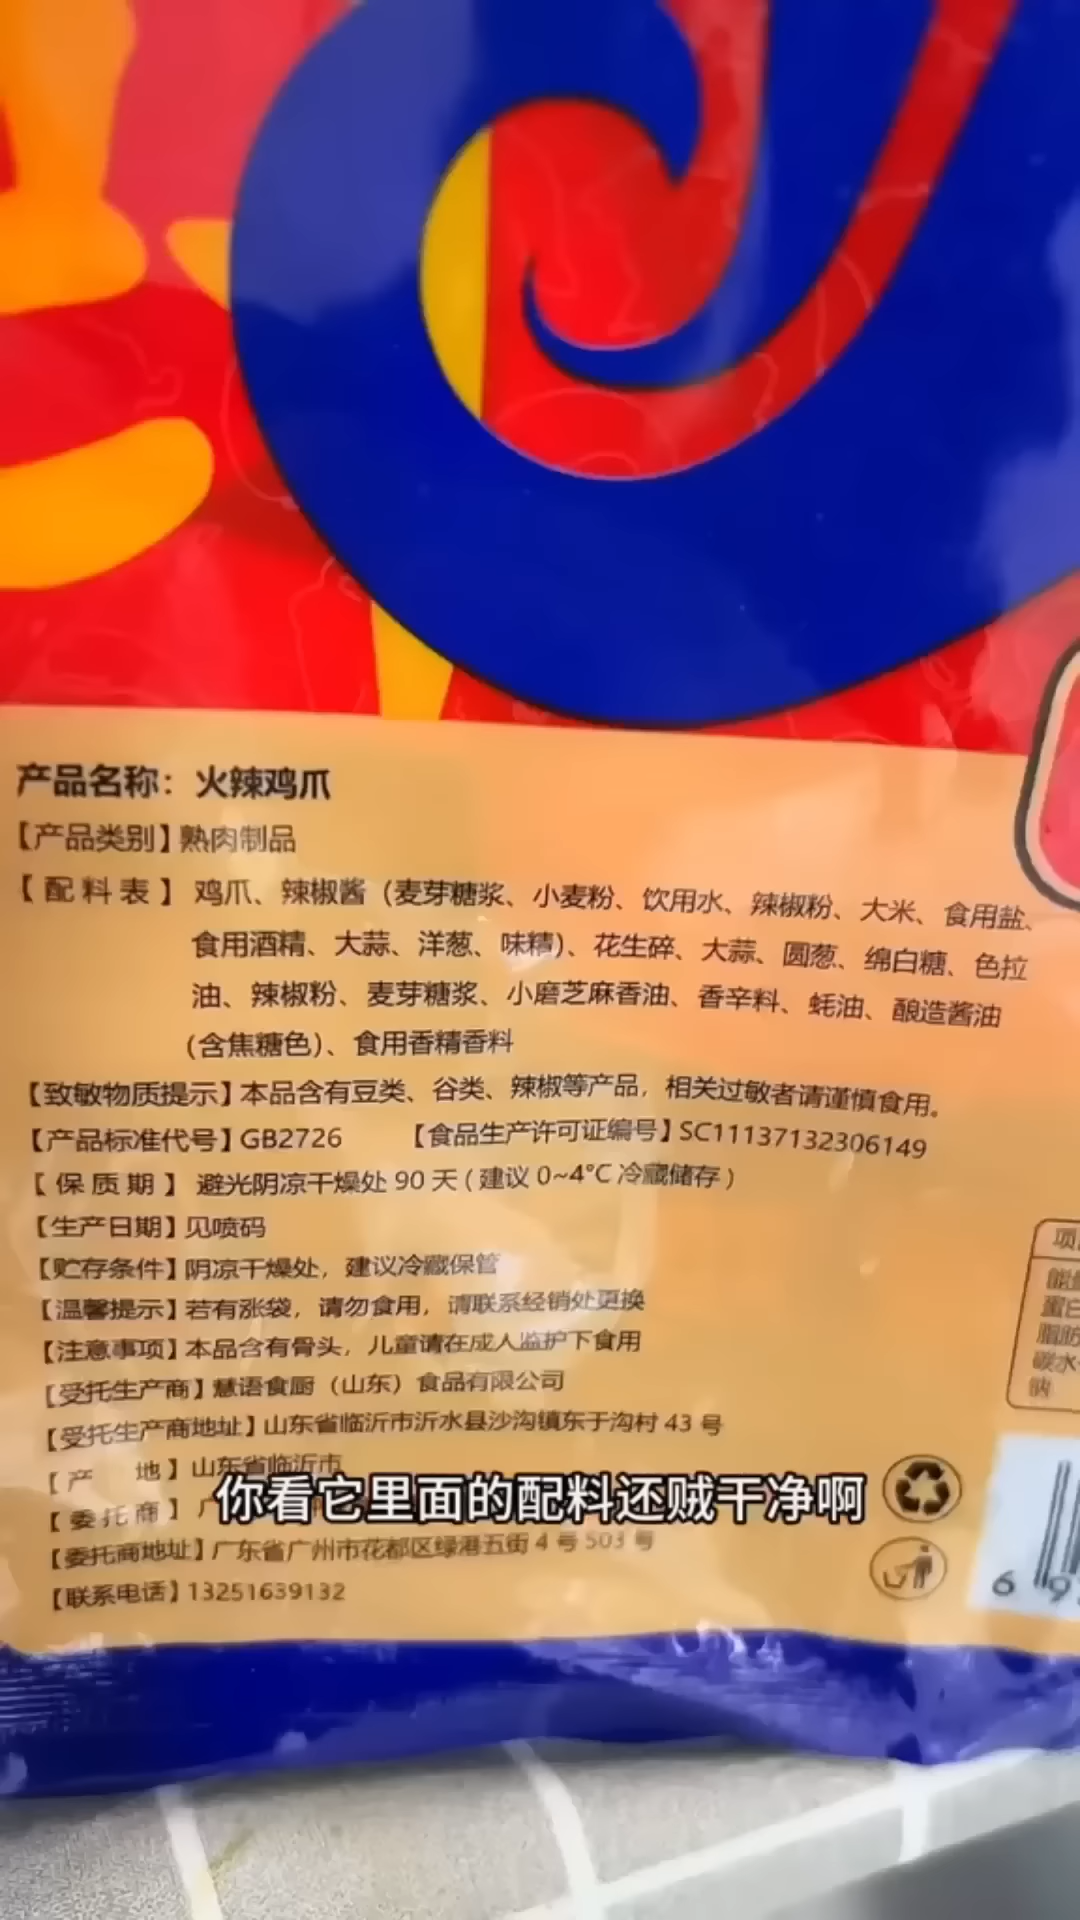 产品名称：火辣鸡爪
【产品类别】熟肉制品
【配料表】鸡爪、辣椒酱（麦芽糖浆、小麦粉、饮用水、辣椒粉、大米、食用盐、
食用酒精、大蒜、洋葱、味精）、花生碎、大蒜、圆葱、绵白糖、色拉
油、辣椒粉、麦芽糖浆、小磨芝麻香油、香辛料、蚝油、酿造酱油
（含焦糖色）、食用香精香料
【致敏物质提示】本品含有豆类、谷类、辣椒等产品，相关过敏者请谨慎食用。
【产品标准代号】GB2726 【食品生产许可证编号】SC11137132306149
【保质期】避光阴凉干燥处 90 天（建议 0~4°C 冷藏储存）
【生产日期】见喷码
【贮存条件】阴凉干燥处，建议冷藏保管
【温馨提示】若有涨袋，请勿食用，请联系经销处更换
【注意事项】本品含有骨头，儿童请在成人监护下食用
【受托生产商】慧语食厨（山东）食品有限公司
【受托生产商地址】山东省临沂市沂水县沙沟镇东于沟村 43 号
【产 地】山东省临沂市
【委托商】广
你看它里面的配料还贼干净啊
【委托商地址】广东省广州市花都区绿港五街 4 号 503 号
【联系电话】13251639132
项
能量
蛋白
脂肪
碳水
钠
6 9